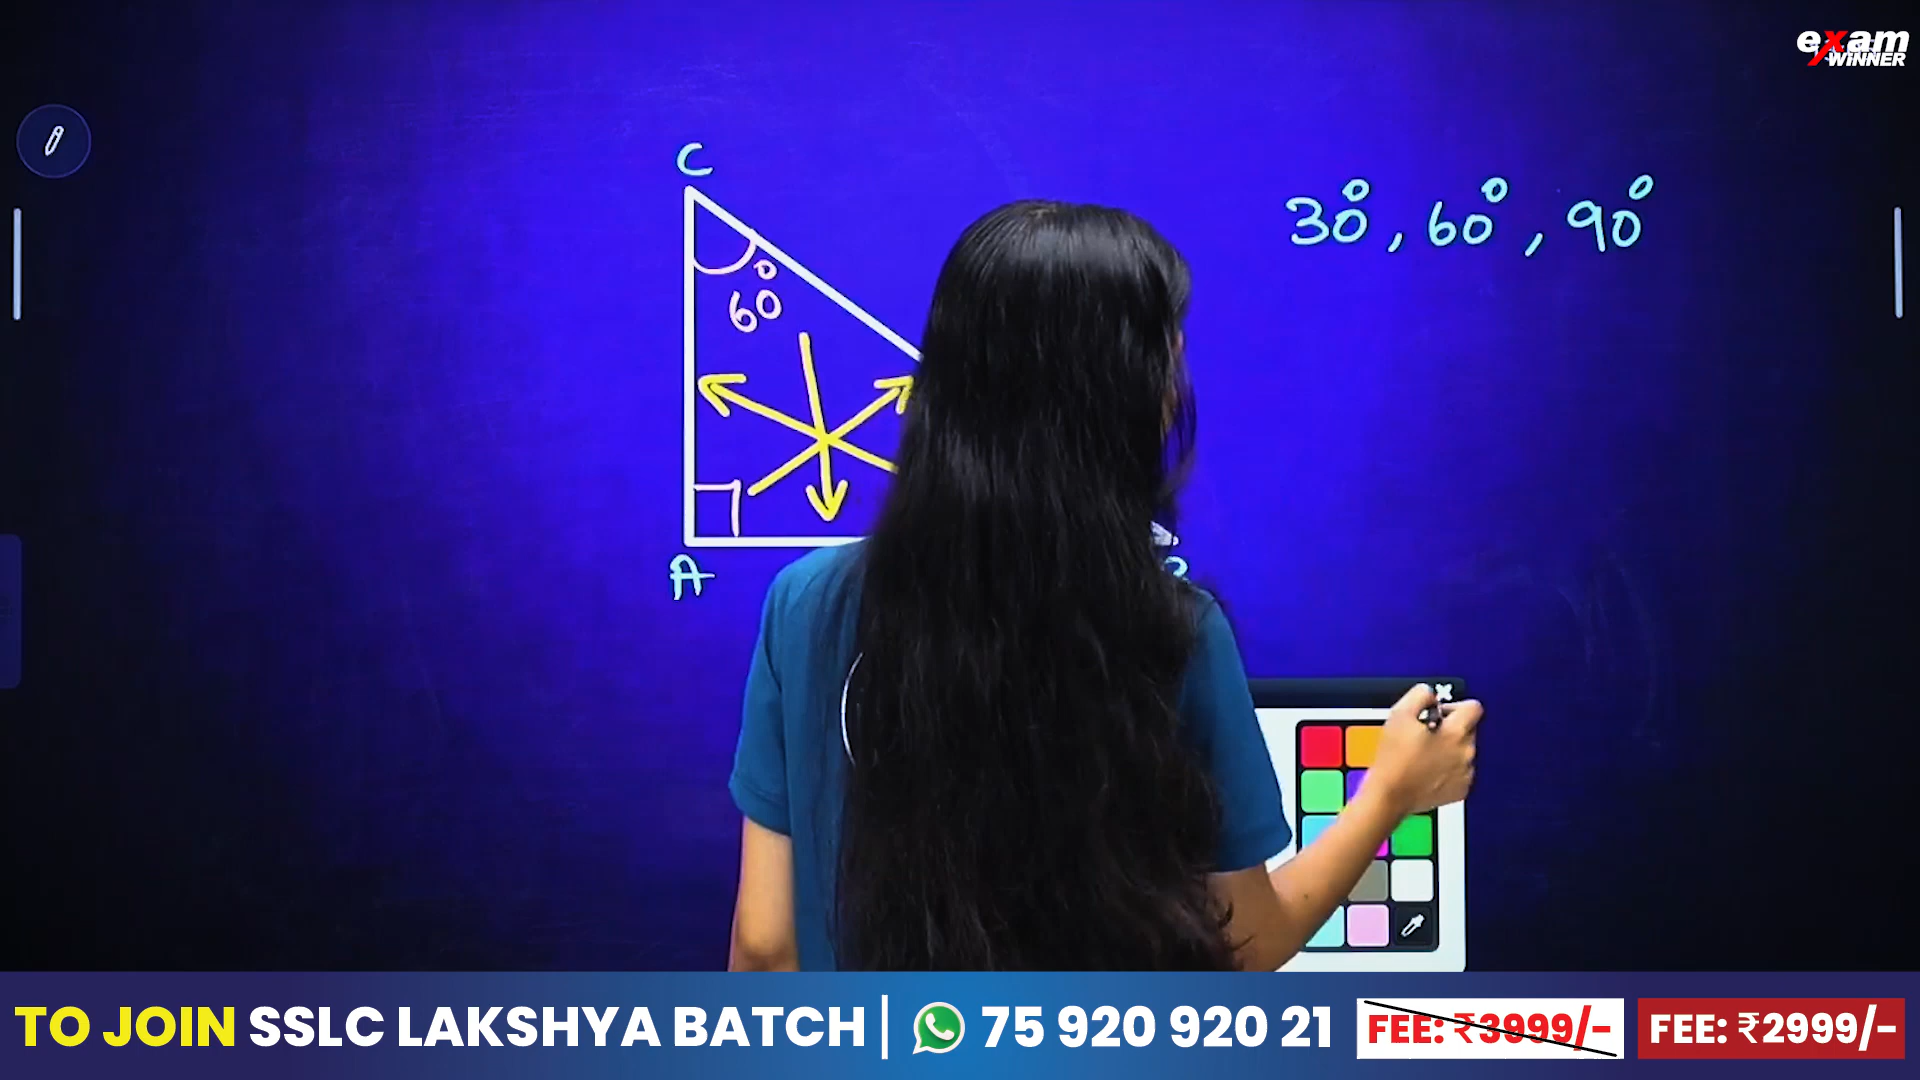 exam
WINNER
C
30°, 60°, 90°
60°
A
TO JOIN SSLC LAKSHYA BATCH | 75 920 920 21 FEE: ₹3999/- FEE: ₹2999/-